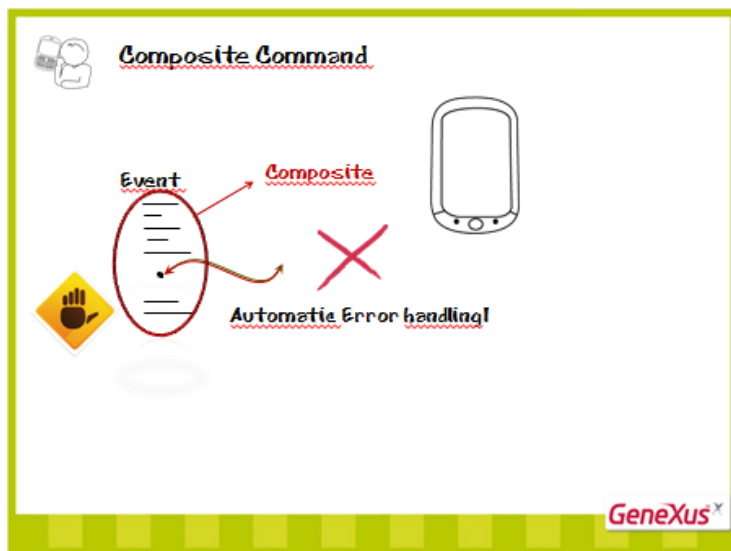 Composite Command
Event
Composite
Automatic Error handling!
GeneXus X